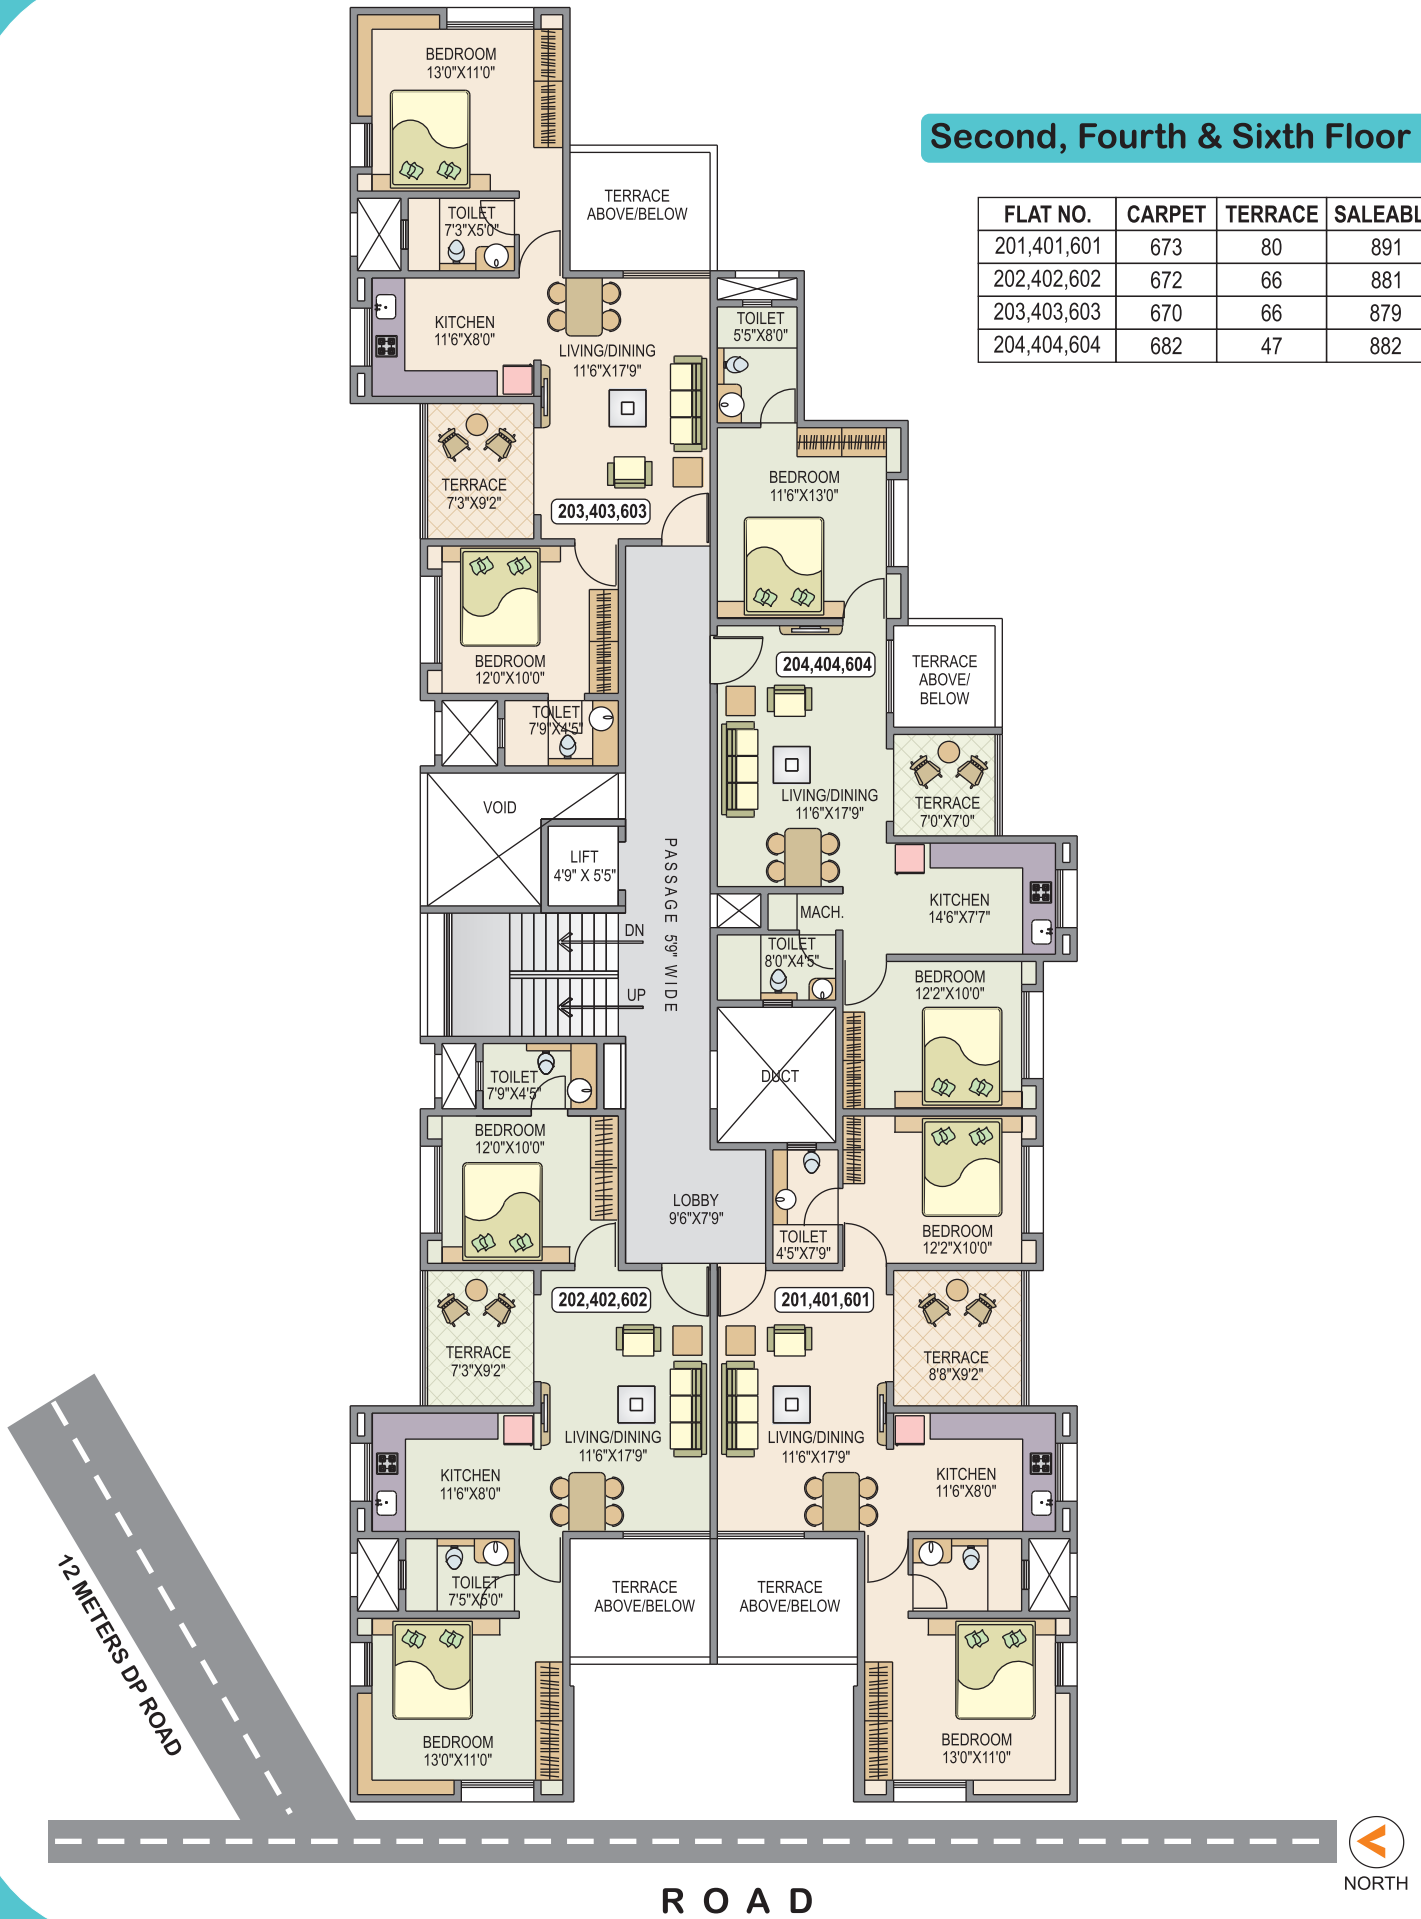 Second, Fourth & Sixth Floor
FLAT NO. CARPET TERRACE SALEABL
201,401,601 673 80 891
202,402,602 672 66 881
203,403,603 670 66 879
204,404,604 682 47 882
BEDROOM
13'0"X11'0"
TERRACE
ABOVE/BELOW
TOILET
7'3"X5'0"
KITCHEN
11'6"X8'0"
LIVING/DINING
11'6"X17'9"
TERRACE
7'3"X9'2"
203,403,603
BEDROOM
12'0"X10'0"
TOILET
7'9"X4'5"
TOILET
5'5"X8'0"
BEDROOM
11'6"X13'0"
204,404,604
TERRACE
ABOVE/
BELOW
LIVING/DINING
11'6"X17'9"
TERRACE
7'0"X7'0"
KITCHEN
14'6"X7'7"
MACH.
TOILET
8'0"X4'5"
BEDROOM
12'2"X10'0"
DUCT
VOID
LIFT
4'9" X 5'5"
PASSAGE 5'9" WIDE
DN
UP
TOILET
7'9"X4'5"
BEDROOM
12'0"X10'0"
LOBBY
9'6"X7'9"
TOILET
4'5"X7'9"
BEDROOM
12'2"X10'0"
202,402,602
201,401,601
TERRACE
7'3"X9'2"
TERRACE
8'8"X9'2"
LIVING/DINING
11'6"X17'9"
LIVING/DINING
11'6"X17'9"
KITCHEN
11'6"X8'0"
KITCHEN
11'6"X8'0"
TOILET
7'5"X5'0"
TERRACE
ABOVE/BELOW
TERRACE
ABOVE/BELOW
BEDROOM
13'0"X11'0"
BEDROOM
13'0"X11'0"
12 METERS DP ROAD
NORTH
ROAD